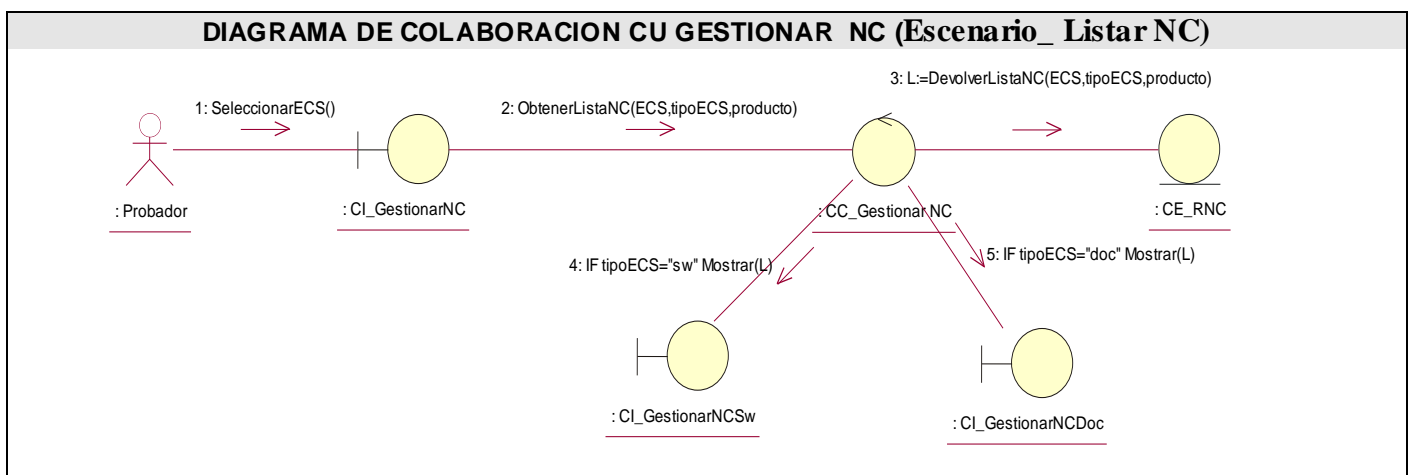 DIAGRAMA DE COLABORACION CU GESTIONAR NC (Escenario_ Listar NC)
3: L:=DevolverListaNC(ECS,tipoECS,producto)
1: SeleccionarECS()
2: ObtenerListaNC(ECS,tipoECS,producto)
: Probador
: CI_GestionarNC
: CC_Gestionar NC
: CE_RNC
4: IF tipoECS="sw" Mostrar(L)
5: IF tipoECS="doc" Mostrar(L)
: CI_GestionarNCSw
: CI_GestionarNCDoc